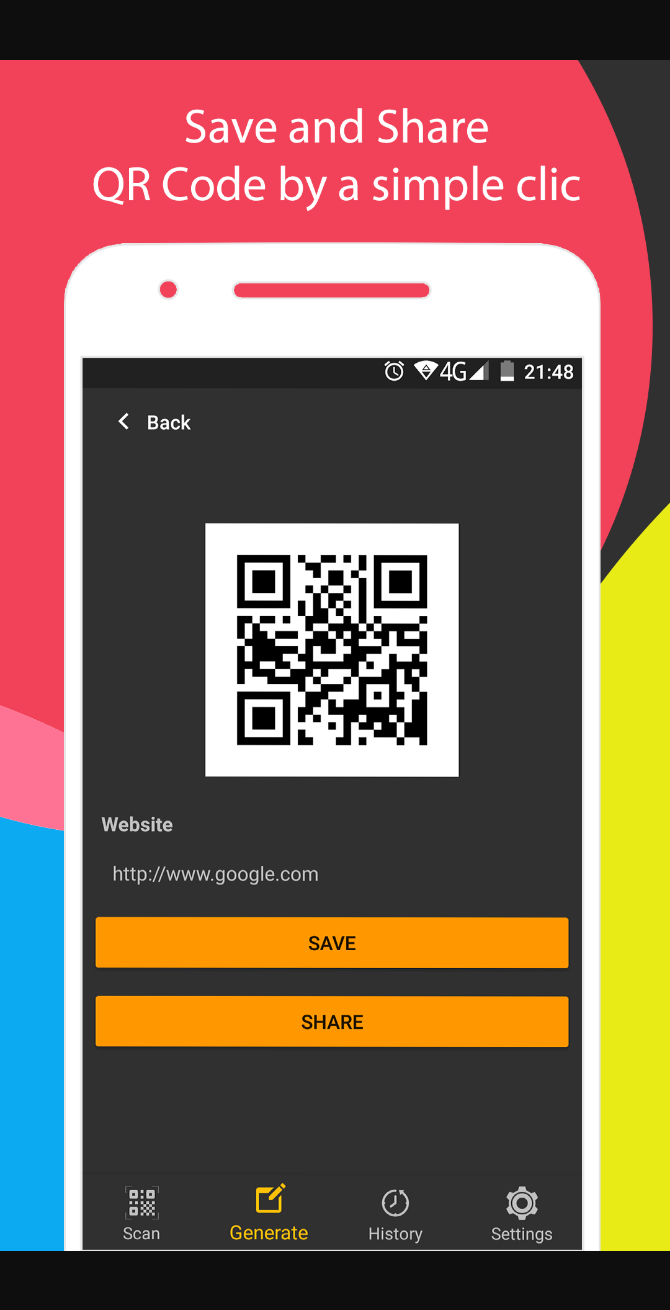 Save and Share
QR Code by a simple clic
4G 21:48
Back
Website
http://www.google.com
SAVE
SHARE
Scan Generate History Settings